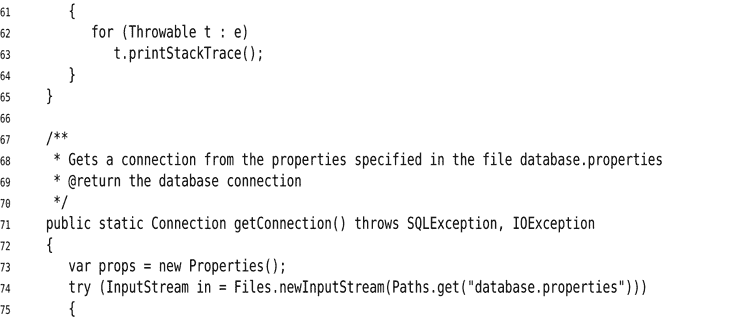 61 {
62 for (Throwable t : e)
63 t.printStackTrace();
64 }
65 }
66
67 /**
68 * Gets a connection from the properties specified in the file database.properties
69 * @return the database connection
70 */
71 public static Connection getConnection() throws SQLException, IOException
72 {
73 var props = new Properties();
74 try (InputStream in = Files.newInputStream(Paths.get("database.properties")))
75 {